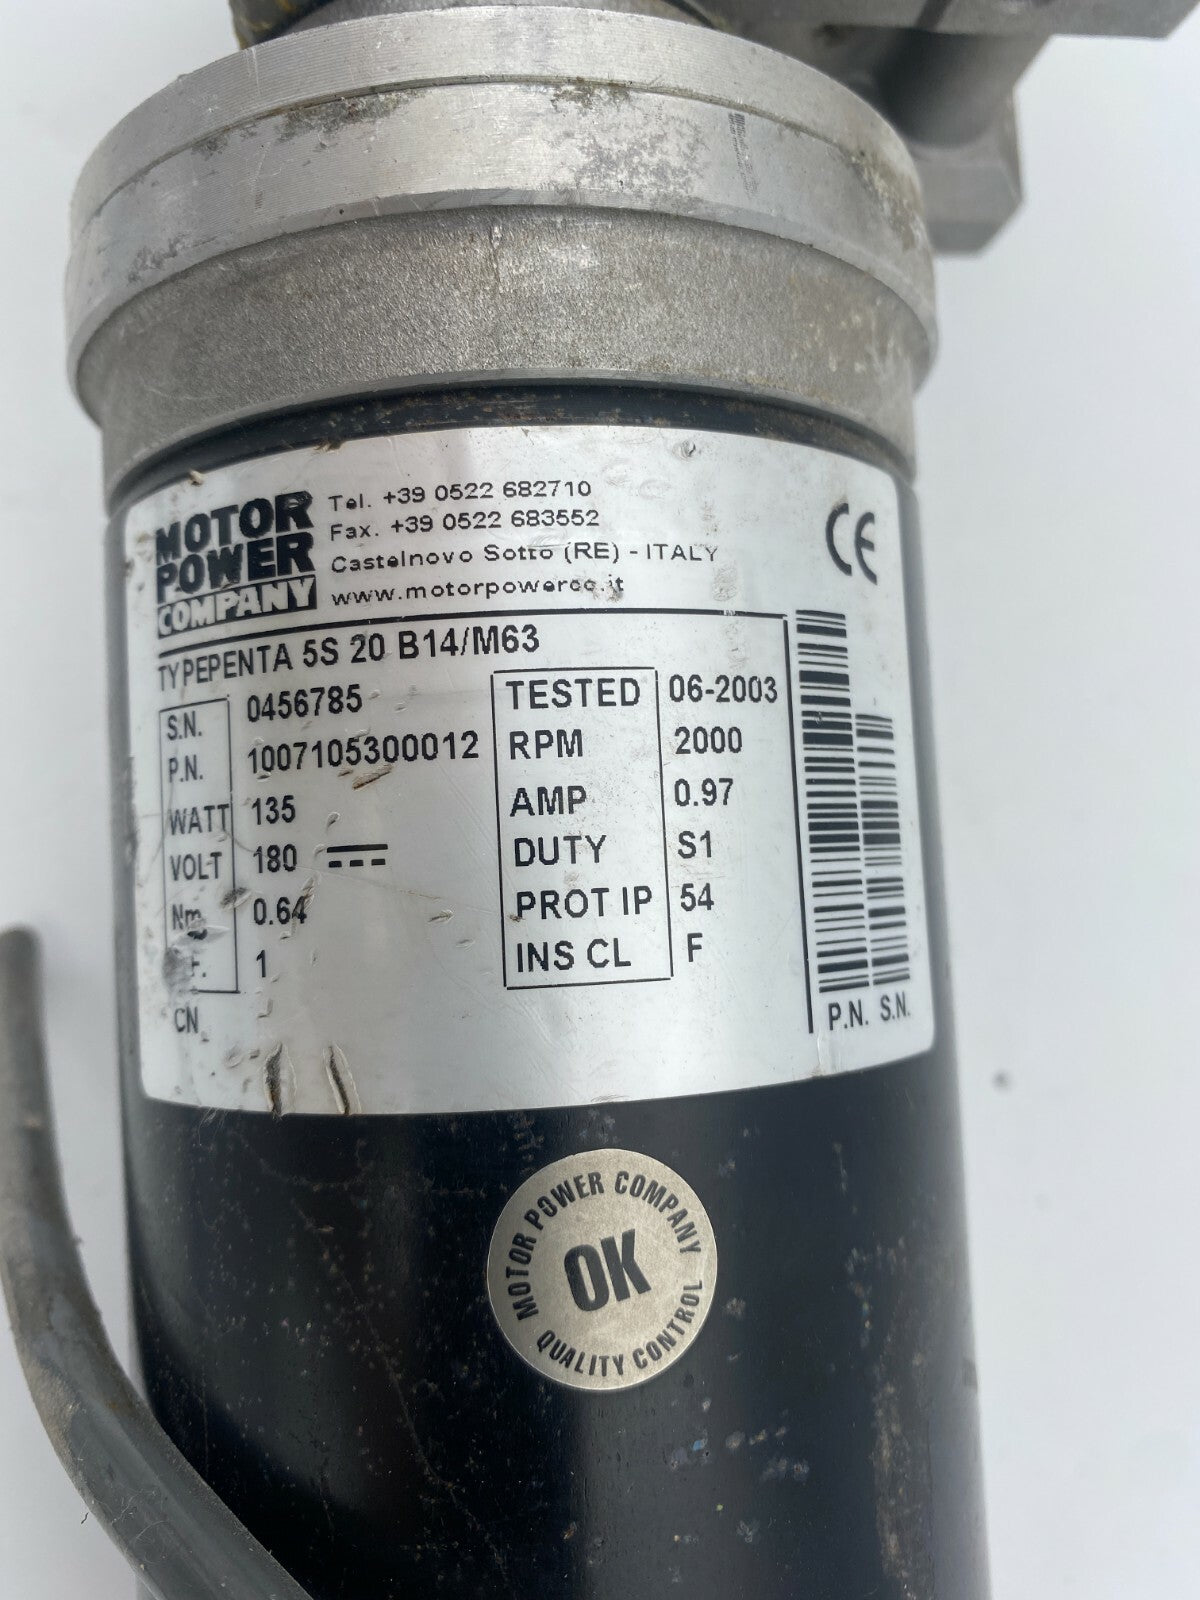 MOTOR
POWER
COMPANY
Tel. +39 0522 682710
Fax. +39 0522 683552
Castelnovo Sotto (RE) - ITALY
www.motorpowerco.it
CE
TYPEPENTA 5S 20 B14/M63
S.N. 0456785
P.N. 1007105300012
WATT 135
VOLT 180
Nm 0.64
F. 1
CN
TESTED 06-2003
RPM 2000
AMP 0.97
DUTY S1
PROT IP 54
INS CL F
P.N. S.N.
MOTOR POWER COMPANY
OK
QUALITY CONTROL